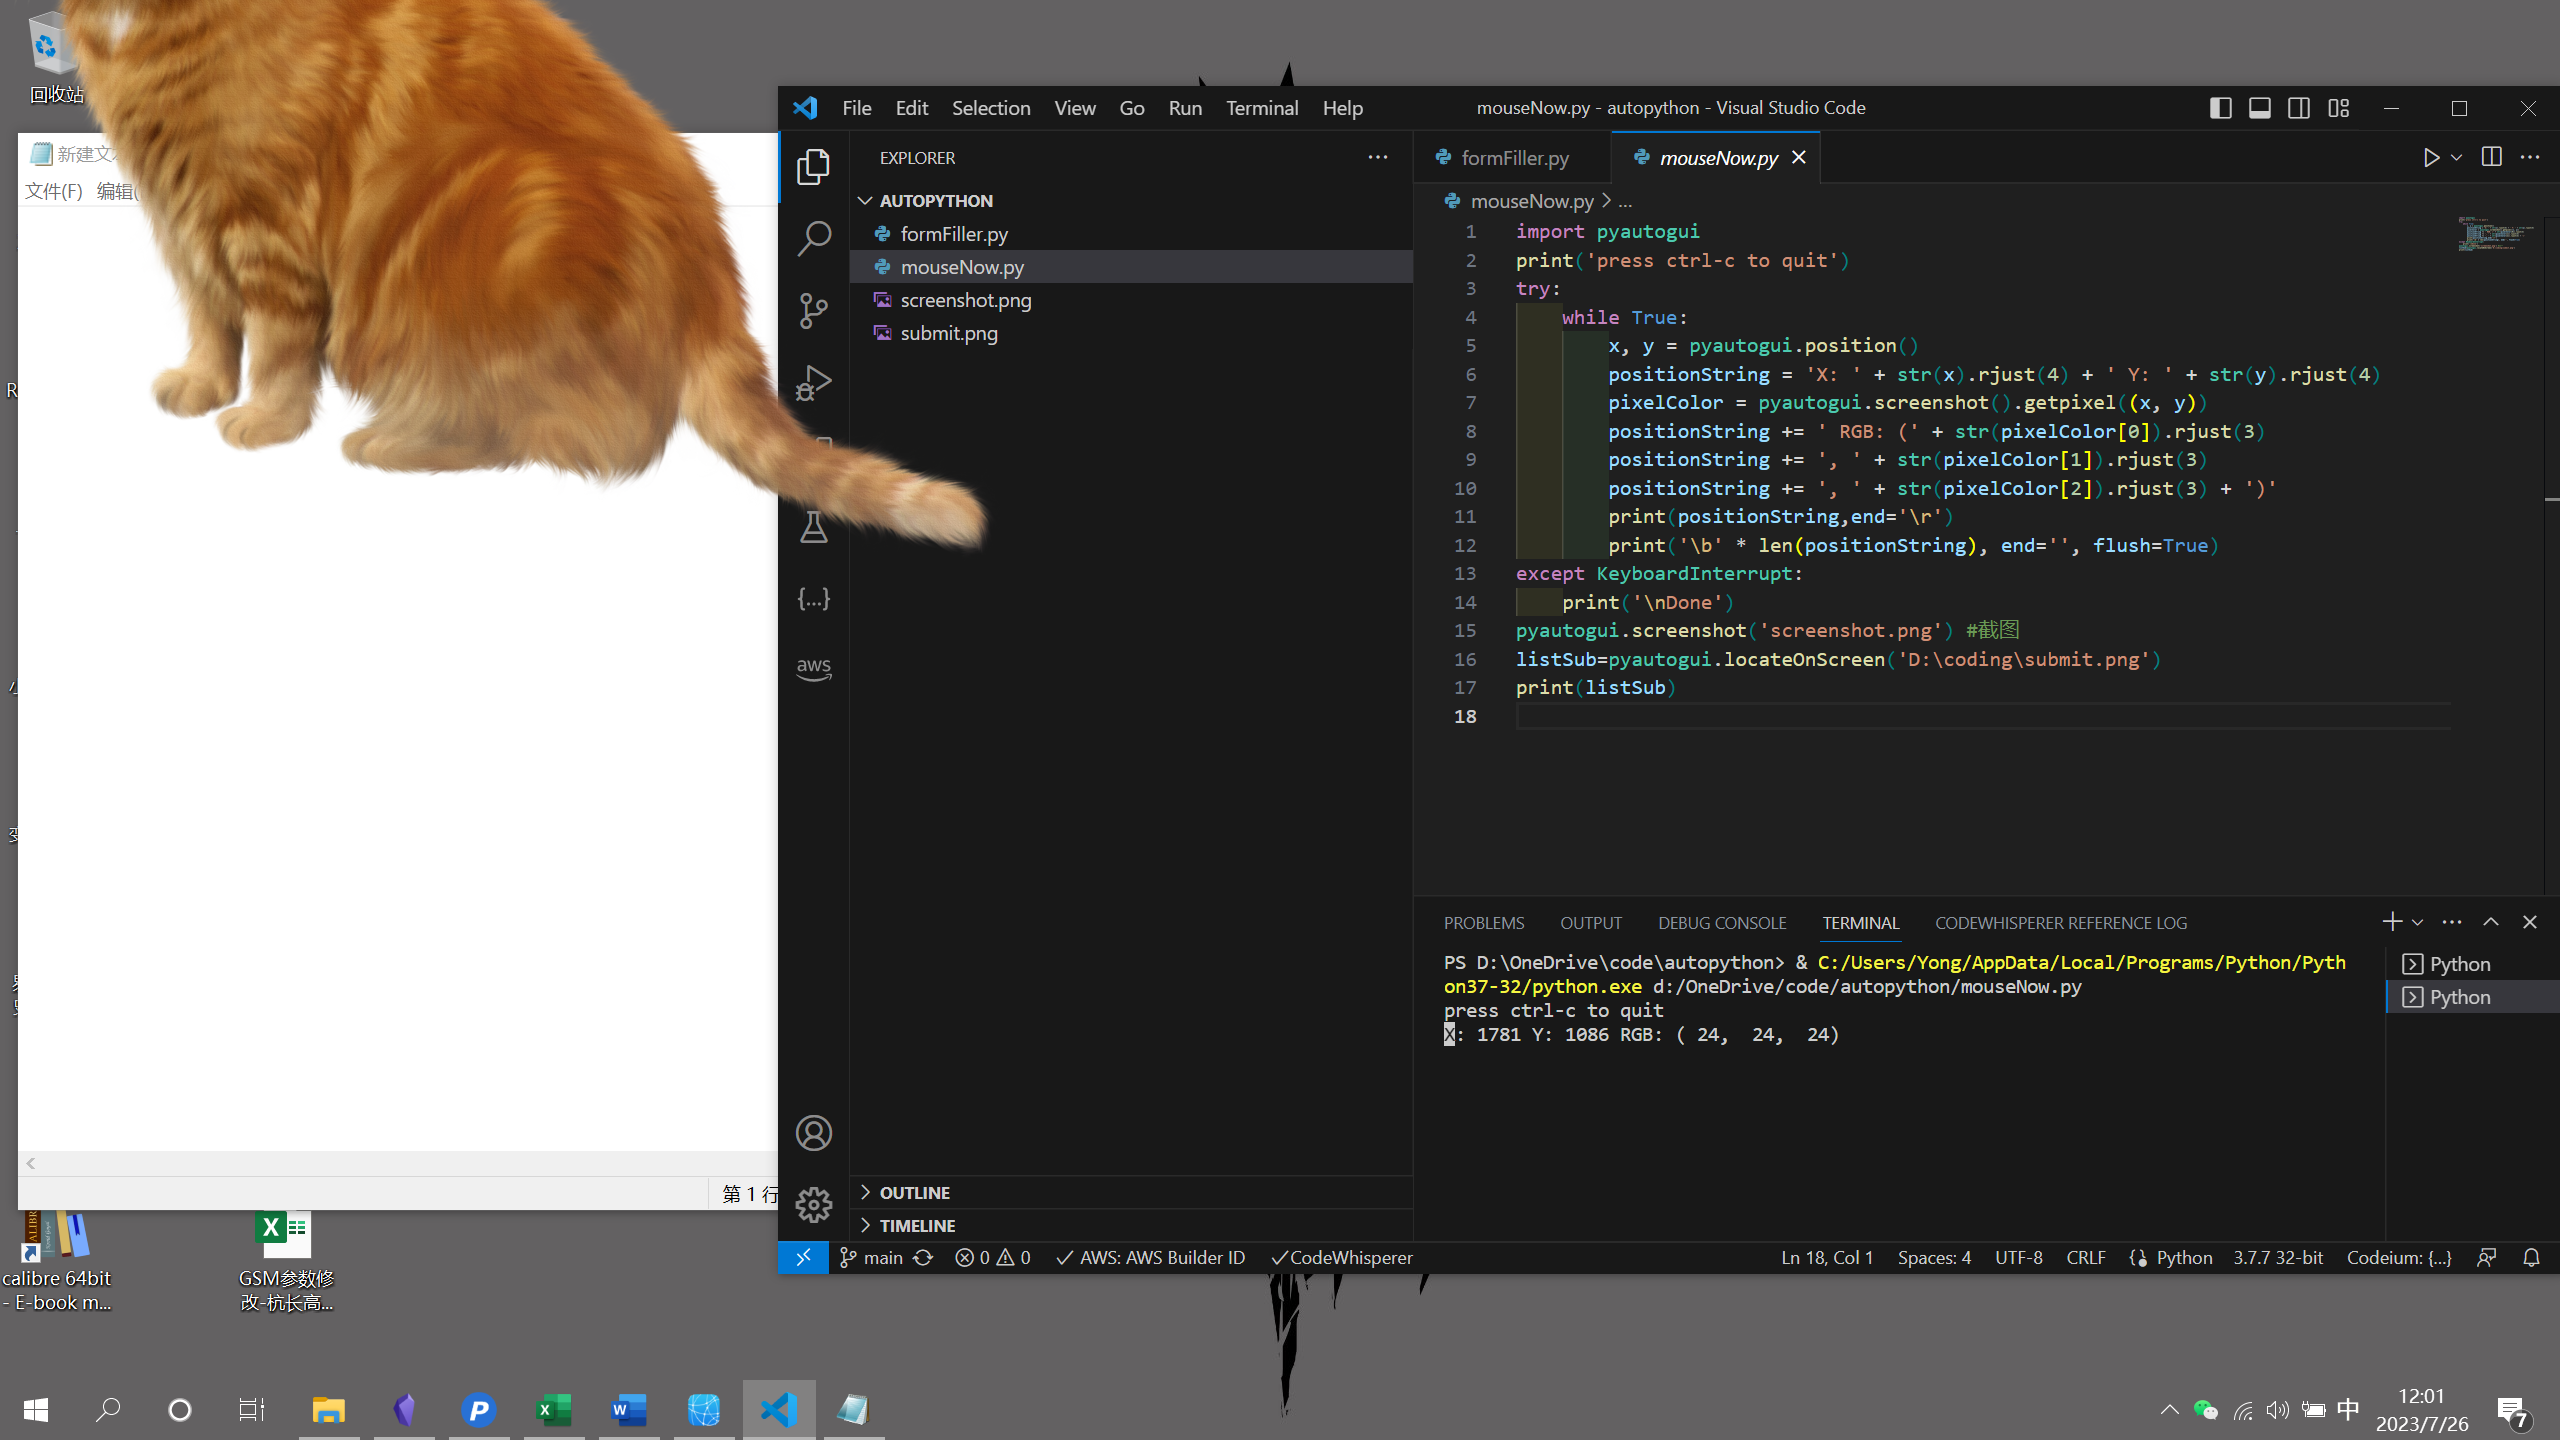 回收站
新建文
文件(F) 编辑(
File Edit Selection View Go Run Terminal Help
mouseNow.py - autopython - Visual Studio Code
EXPLORER
AUTOPYTHON
formFiller.py
mouseNow.py
screenshot.png
submit.png
aws
OUTLINE
TIMELINE
formFiller.py
mouseNow.py
mouseNow.py > ...
1 import pyautogui
2 print('press ctrl-c to quit')
3 try:
4 while True:
5 x, y = pyautogui.position()
6 positionString = 'X: ' + str(x).rjust(4) + ' Y: ' + str(y).rjust(4)
7 pixelColor = pyautogui.screenshot().getpixel((x, y))
8 positionString += ' RGB: (' + str(pixelColor[0]).rjust(3)
9 positionString += ', ' + str(pixelColor[1]).rjust(3)
10 positionString += ', ' + str(pixelColor[2]).rjust(3) + ')'
11 print(positionString,end='\r')
12 print('\b' * len(positionString), end='', flush=True)
13 except KeyboardInterrupt:
14 print('\nDone')
15 pyautogui.screenshot('screenshot.png') #截图
16 listSub=pyautogui.locateOnScreen('D:\coding\submit.png')
17 print(listSub)
18
PROBLEMS OUTPUT DEBUG CONSOLE TERMINAL CODEWHISPERER REFERENCE LOG
PS D:\OneDrive\code\autopython> & C:/Users/Yong/AppData/Local/Programs/Python/Pyth
on37-32/python.exe d:/OneDrive/code/autopython/mouseNow.py
press ctrl-c to quit
X: 1781 Y: 1086 RGB: ( 24,  24,  24)
Python
Python
main 0 0 AWS: AWS Builder ID CodeWhisperer
Ln 18, Col 1 Spaces: 4 UTF-8 CRLF Python 3.7.7 32-bit Codeium: {...}
第 1 行
calibre 64bit
- E-book m...
GSM参数修
改-杭长高...
中
12:01
2023/7/26
7